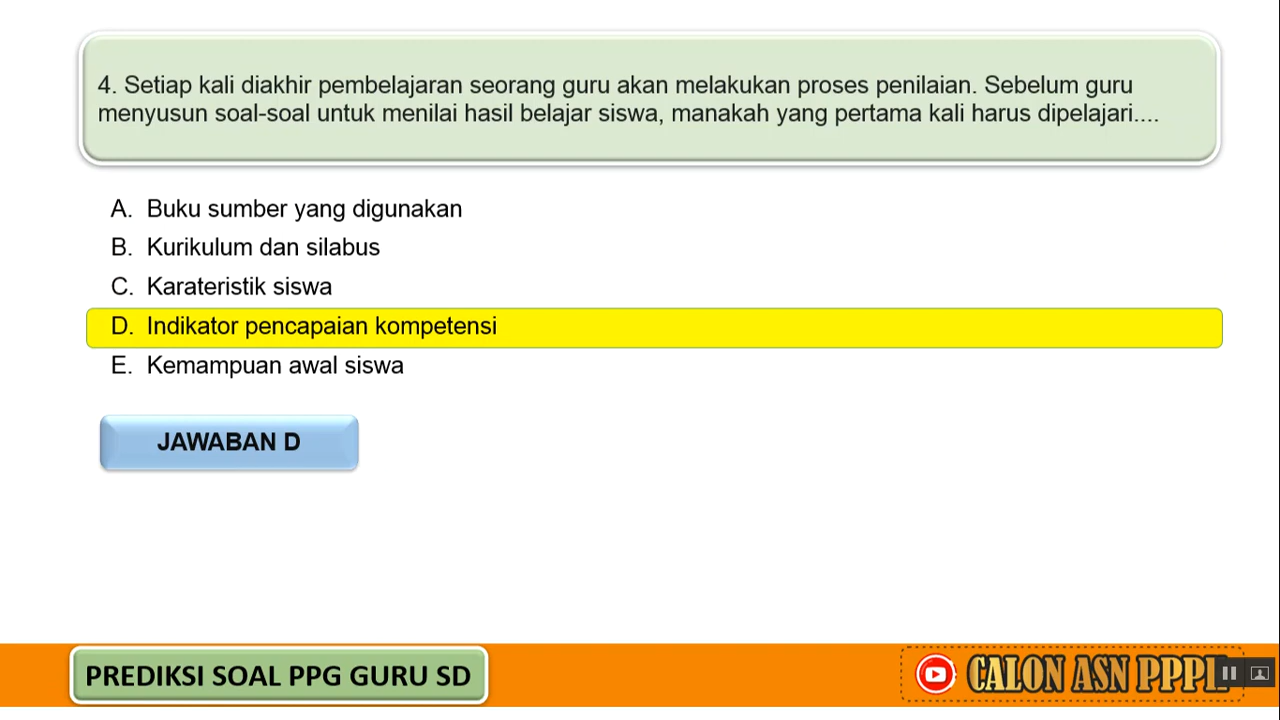 4. Setiap kali diakhir pembelajaran seorang guru akan melakukan proses penilaian. Sebelum guru
menyusun soal-soal untuk menilai hasil belajar siswa, manakah yang pertama kali harus dipelajari....
A. Buku sumber yang digunakan
B. Kurikulum dan silabus
C. Karateristik siswa
D. Indikator pencapaian kompetensi
E. Kemampuan awal siswa
JAWABAN D
PREDIKSI SOAL PPG GURU SD
CALON ASN PPPK